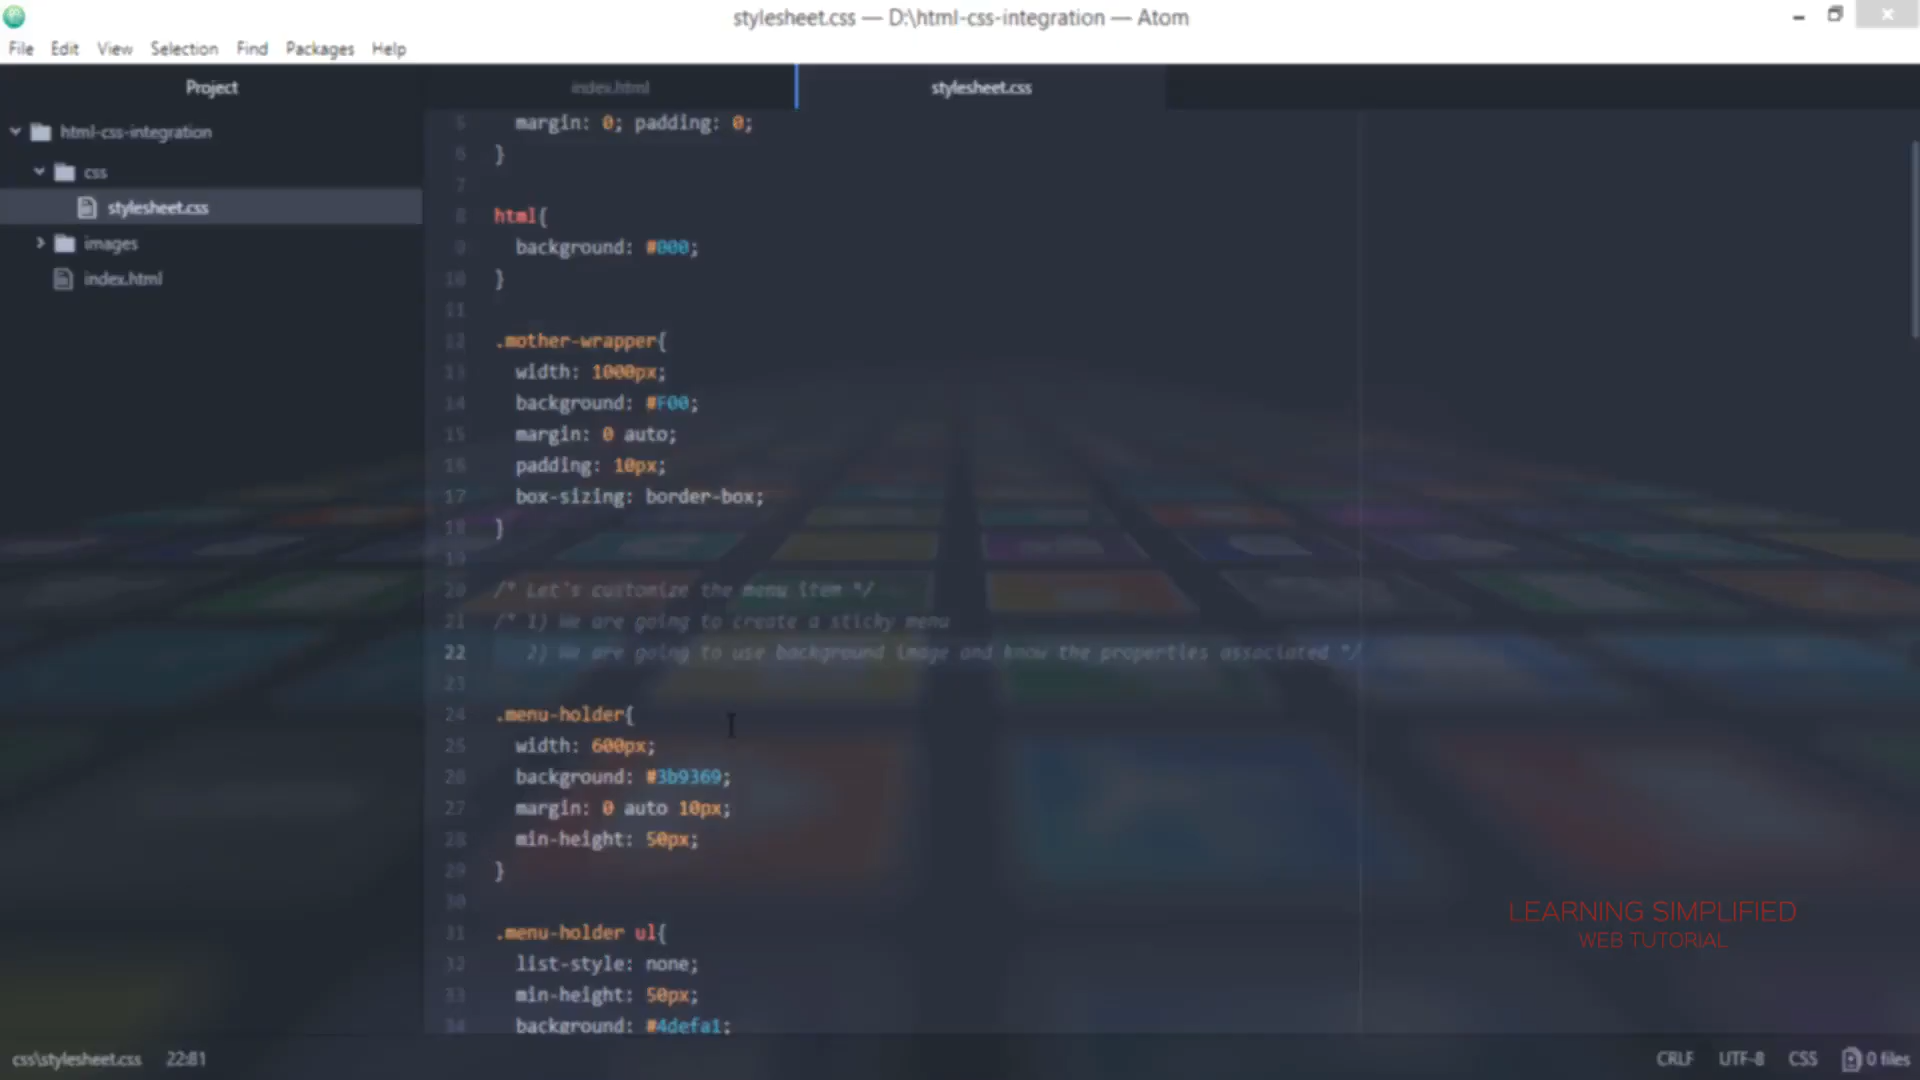 stylesheet.css — D:\html-css-integration — Atom
File Edit View Selection Find Packages Help
Project
index.html
stylesheet.css
html-css-integration
css
stylesheet.css
images
index.html
5 margin: 0; padding: 0;
6 }
7
8 html{
9 background: #000;
10 }
11
12 .mother-wrapper{
13 width: 1000px;
14 background: #F00;
15 margin: 0 auto;
16 padding: 10px;
17 box-sizing: border-box;
18 }
19
20 /* Let's customize the menu item */
21 /* 1) We are going to create a sticky menu
22 2) We are going to use background image and know the properties associated */
23
24 .menu-holder{
25 width: 600px;
26 background: #3b9369;
27 margin: 0 auto 10px;
28 min-height: 50px;
29 }
30
31 .menu-holder ul{
32 list-style: none;
33 min-height: 50px;
34 background: #4defa1;
LEARNING SIMPLIFIED
WEB TUTORIAL
css\stylesheet.css 22:81
CRLF UTF-8 CSS 0 files